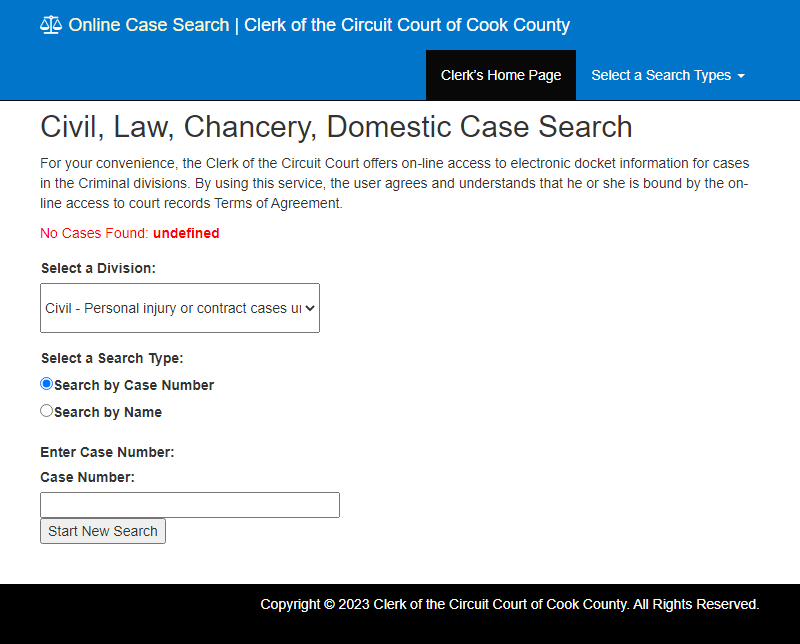 Online Case Search | Clerk of the Circuit Court of Cook County
Clerk's Home Page
Select a Search Types
Civil, Law, Chancery, Domestic Case Search
For your convenience, the Clerk of the Circuit Court offers on-line access to electronic docket information for cases
in the Criminal divisions. By using this service, the user agrees and understands that he or she is bound by the on-
line access to court records Terms of Agreement.
No Cases Found: undefined
Select a Division:
Civil - Personal injury or contract cases
Select a Search Type:
Search by Case Number
Search by Name
Enter Case Number:
Case Number:
Start New Search
Copyright © 2023 Clerk of the Circuit Court of Cook County. All Rights Reserved.